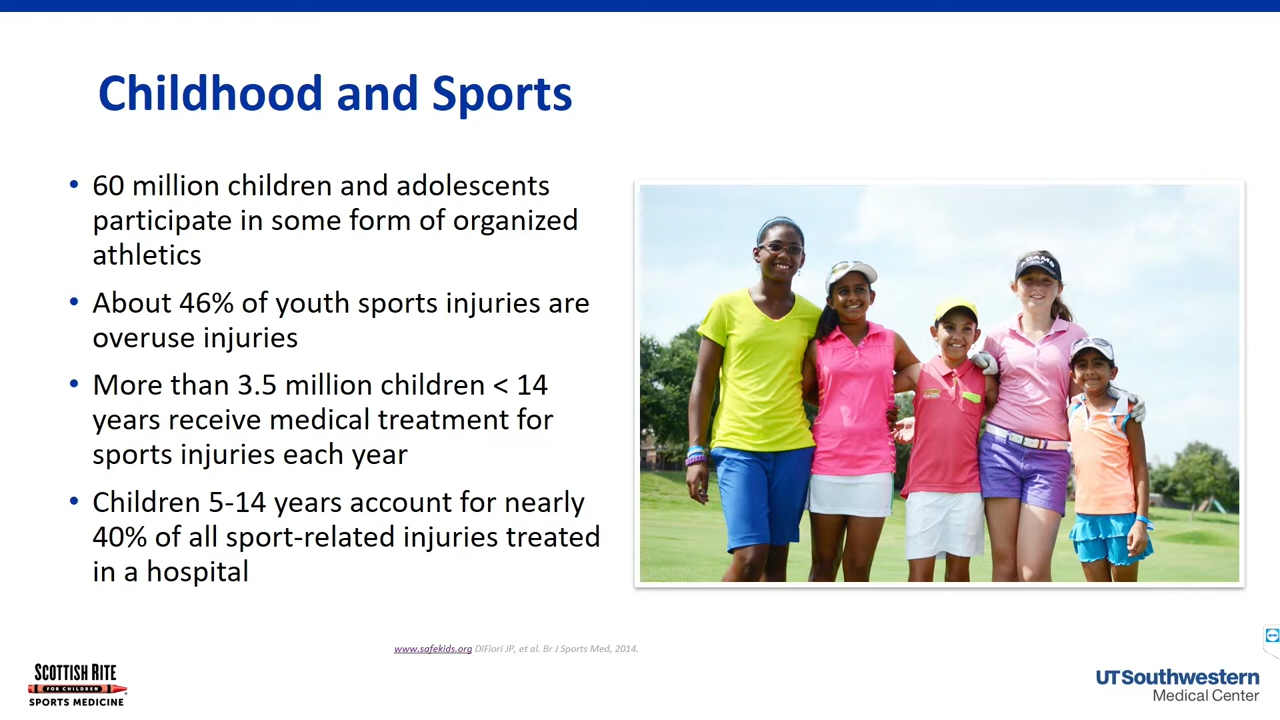 Childhood and Sports
• 60 million children and adolescents
participate in some form of organized
athletics
• About 46% of youth sports injuries are
overuse injuries
• More than 3.5 million children < 14
years receive medical treatment for
sports injuries each year
• Children 5-14 years account for nearly
40% of all sport-related injuries treated
in a hospital
ADAMS
www.safekids.org DiFiori JP, et al. Br J Sports Med, 2014.
SCOTTISH RITE
FOR CHILDREN
SPORTS MEDICINE
UT Southwestern
Medical Center